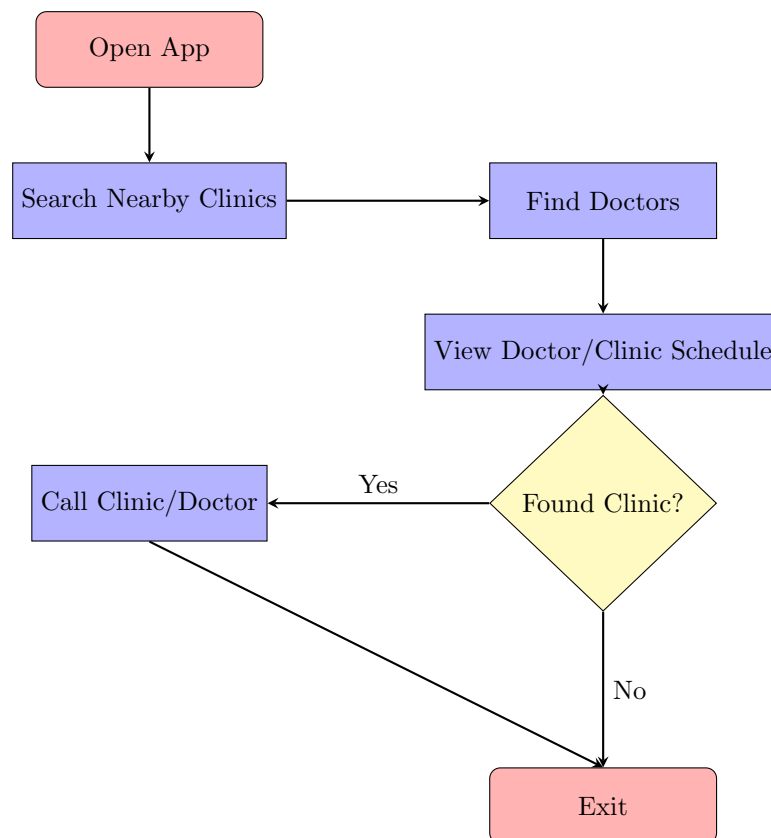 Open App
Search Nearby Clinics
Find Doctors
View Doctor/Clinic Schedule
Found Clinic?
Yes
Call Clinic/Doctor
No
Exit